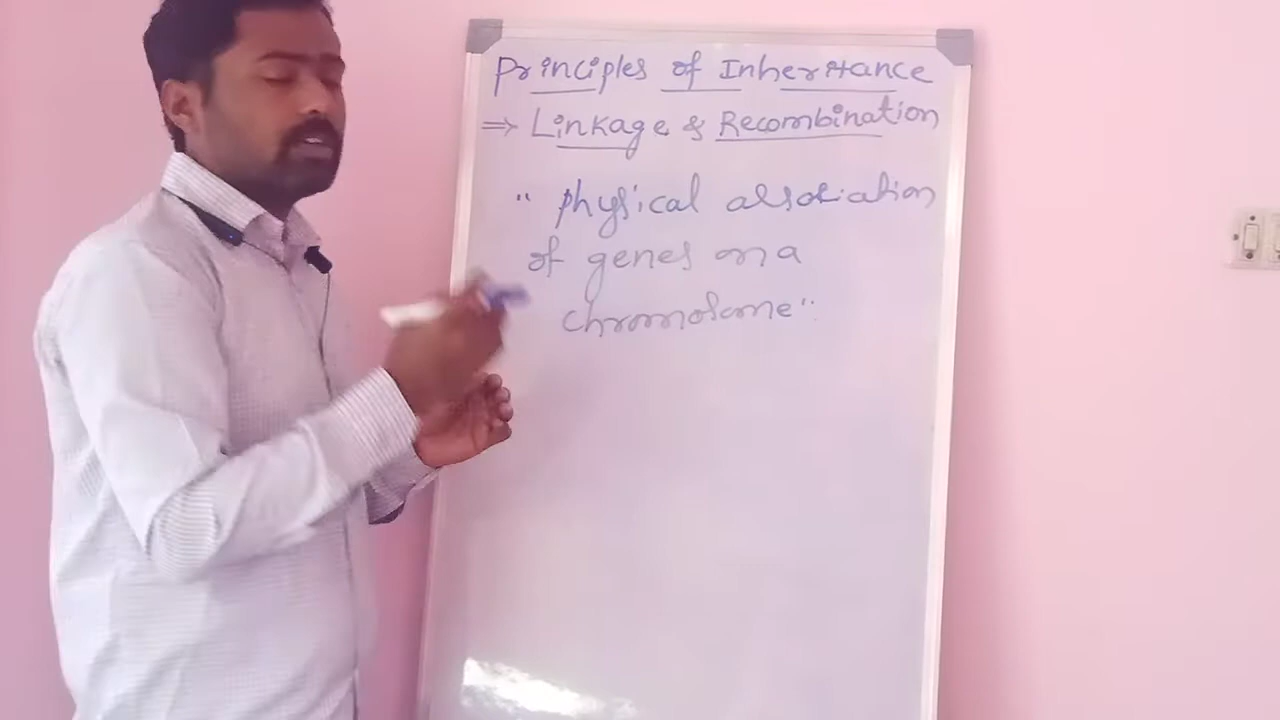 Principles of Inheritance
⇒ Linkage & Recombination
" physical association
of genes on a
chromosome"